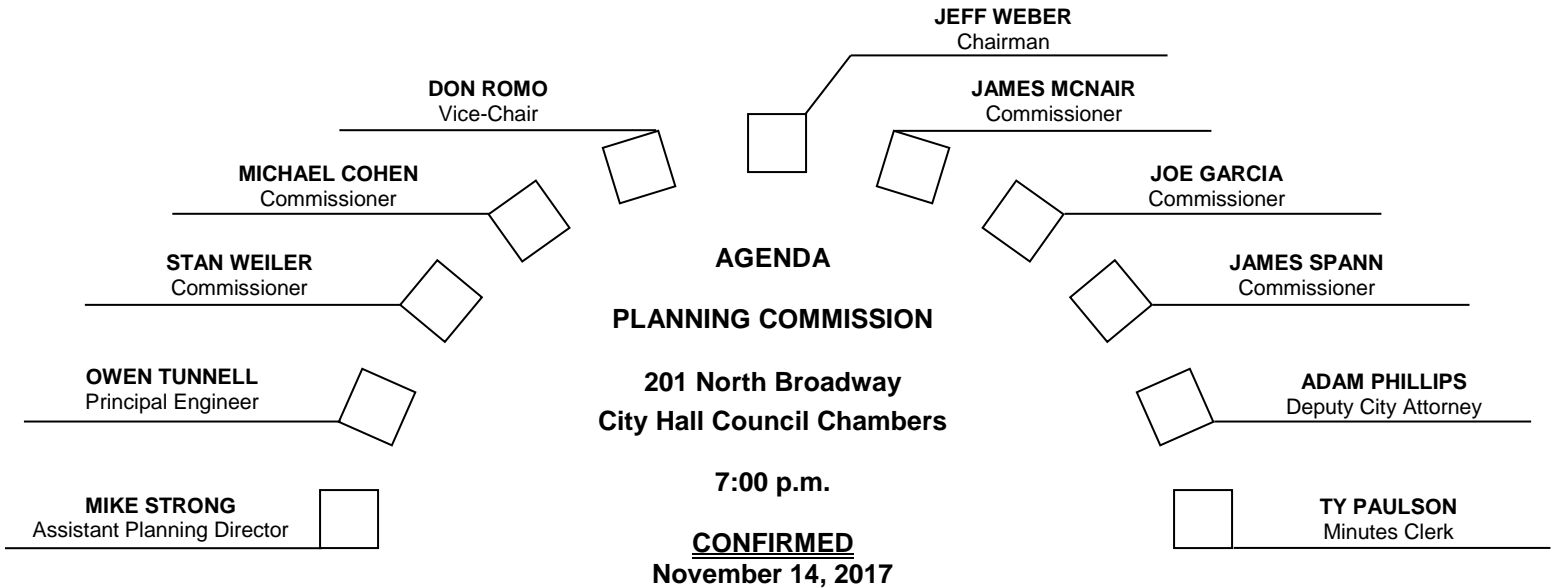 JEFF WEBER
Chairman
DON ROMO
Vice-Chair
JAMES MCNAIR
Commissioner
MICHAEL COHEN
Commissioner
JOE GARCIA
Commissioner
STAN WEILER
Commissioner
JAMES SPANN
Commissioner
OWEN TUNNELL
Principal Engineer
ADAM PHILLIPS
Deputy City Attorney
MIKE STRONG
Assistant Planning Director
TY PAULSON
Minutes Clerk
AGENDA
PLANNING COMMISSION
201 North Broadway
City Hall Council Chambers
7:00 p.m.
CONFIRMED
November 14, 2017